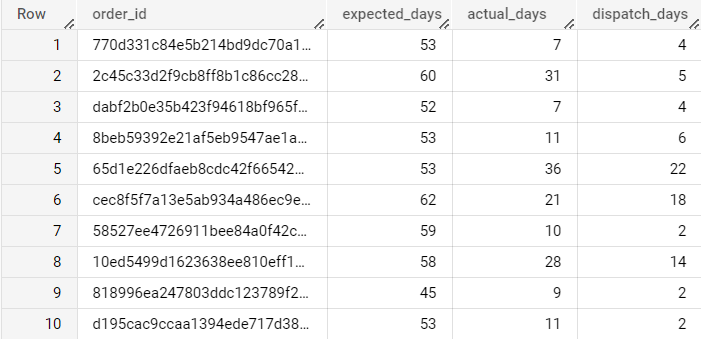 Row order_id expected_days actual_days dispatch_days
1 770d331c84e5b214bd9dc70a1... 53 7 4
2 2c45c33d2f9cb8ff8b1c86cc28... 60 31 5
3 dabf2b0e35b423f94618bf965f... 52 7 4
4 8beb59392e21af5eb9547ae1a... 53 11 6
5 65d1e226dfaeb8cdc42f66542... 53 36 22
6 cec8f5f7a13e5ab934a486ec9e... 62 21 18
7 58527ee4726911bee84a0f42c... 59 10 2
8 10ed5499d1623638ee810eff1... 58 28 14
9 818996ea247803ddc123789f2... 45 9 2
10 d195cac9ccaa1394ede717d38... 53 11 2